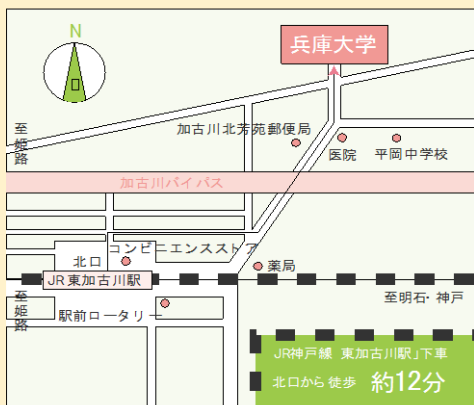 N
兵庫大学
至姫路
加古川北芳苑郵便局
医院
平岡中学校
加古川バイパス
コンビニエンスストア
北口
薬局
JR東加古川駅
至姫路
至明石・神戸
駅前ロータリー
JR神戸線 東加古川駅」下車
北口から徒歩 約12分